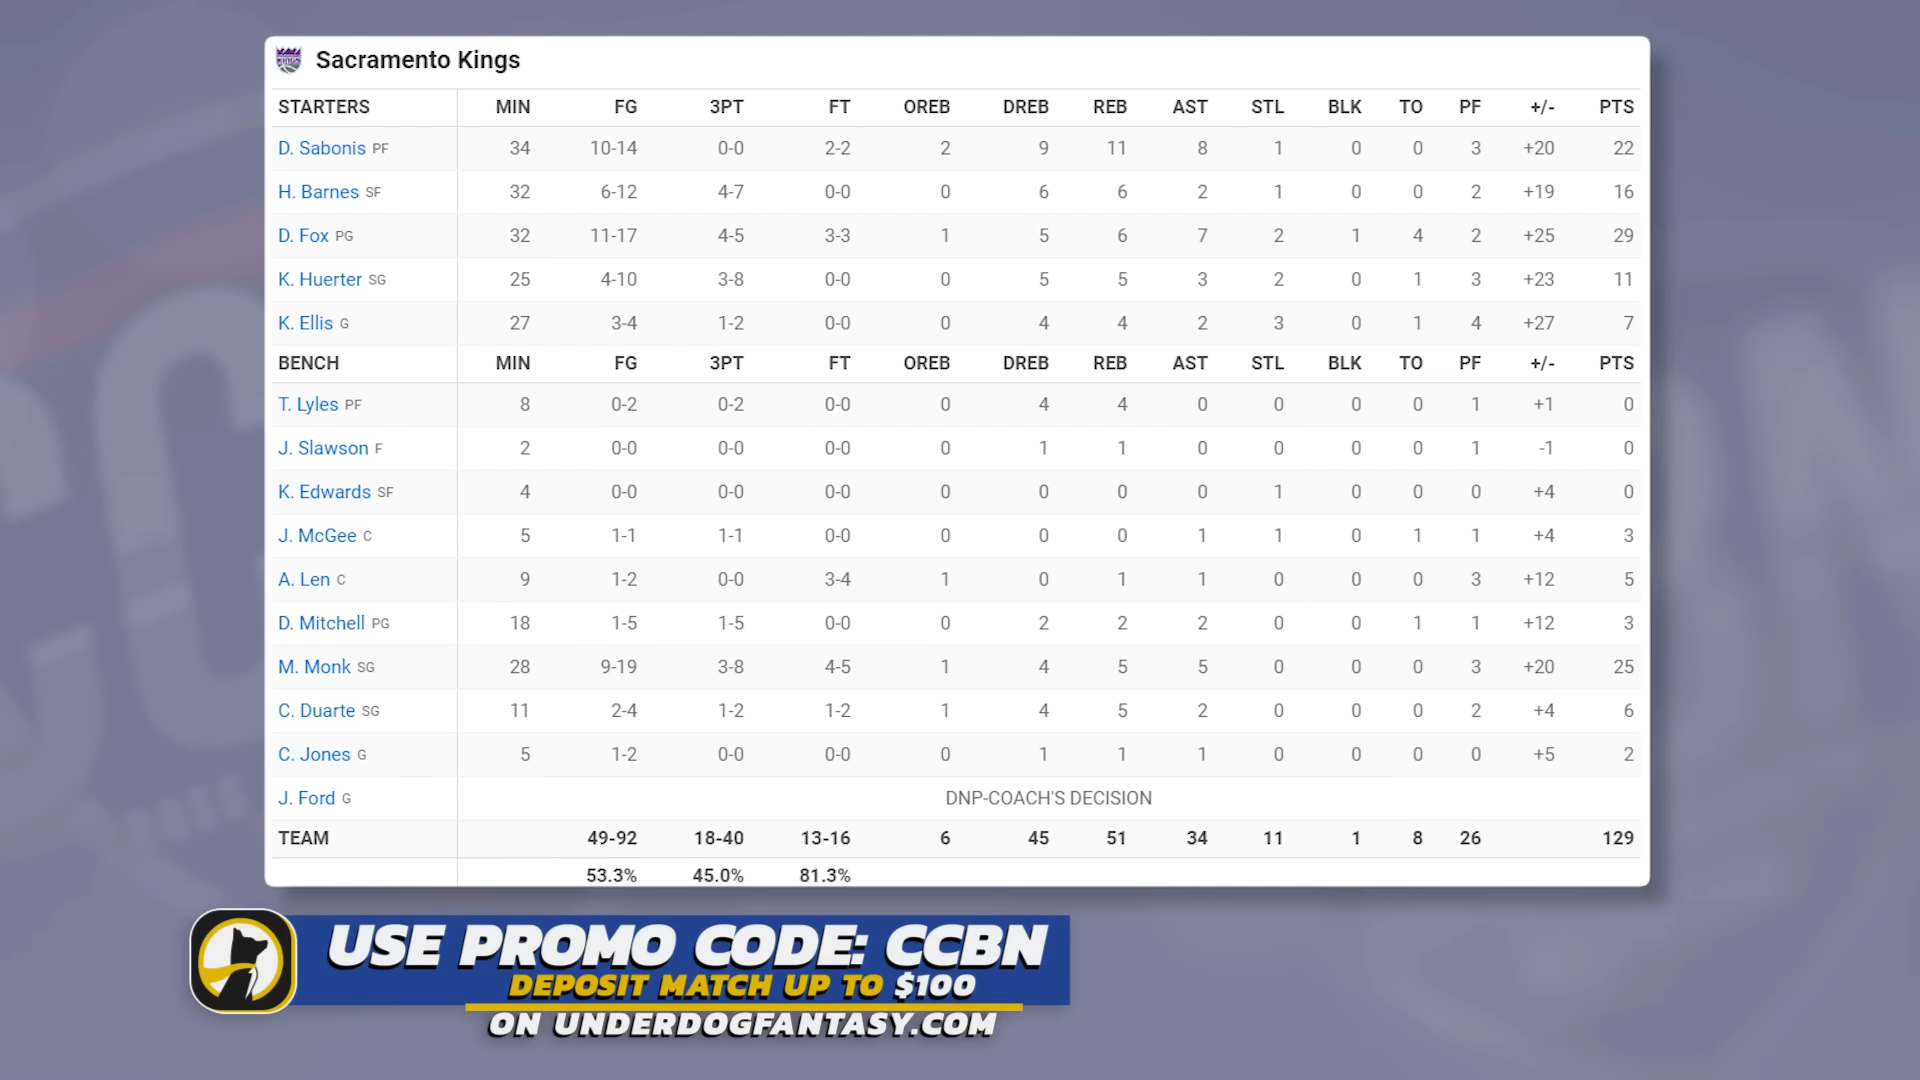 Sacramento Kings
STARTERS MIN FG 3PT FT OREB DREB REB AST STL BLK TO PF +/- PTS
D. Sabonis PF 34 10-14 0-0 2-2 2 9 11 8 1 0 0 3 +20 22
H. Barnes SF 32 6-12 4-7 0-0 0 6 6 2 1 0 0 2 +19 16
D. Fox PG 32 11-17 4-5 3-3 1 5 6 7 2 1 4 2 +25 29
K. Huerter SG 25 4-10 3-8 0-0 0 5 5 3 2 0 1 3 +23 11
K. Ellis G 27 3-4 1-2 0-0 0 4 4 2 3 0 1 4 +27 7
BENCH MIN FG 3PT FT OREB DREB REB AST STL BLK TO PF +/- PTS
T. Lyles PF 8 0-2 0-2 0-0 0 4 4 0 0 0 0 1 +1 0
J. Slawson F 2 0-0 0-0 0-0 0 1 1 0 0 0 0 1 -1 0
K. Edwards SF 4 0-0 0-0 0-0 0 0 0 0 1 0 0 0 +4 0
J. McGee C 5 1-1 1-1 0-0 0 0 0 1 1 0 1 1 +4 3
A. Len C 9 1-2 0-0 3-4 1 0 1 1 0 0 0 3 +12 5
D. Mitchell PG 18 1-5 1-5 0-0 0 2 2 2 0 0 1 1 +12 3
M. Monk SG 28 9-19 3-8 4-5 1 4 5 5 0 0 0 3 +20 25
C. Duarte SG 11 2-4 1-2 1-2 1 4 5 2 0 0 0 2 +4 6
C. Jones G 5 1-2 0-0 0-0 0 1 1 1 0 0 0 0 +5 2
J. Ford G DNP-COACH'S DECISION
TEAM 49-92 18-40 13-16 6 45 51 34 11 1 8 26 129
53.3% 45.0% 81.3%
USE PROMO CODE: CCBN
DEPOSIT MATCH UP TO $100
ON UNDERDOGFANTASY.COM